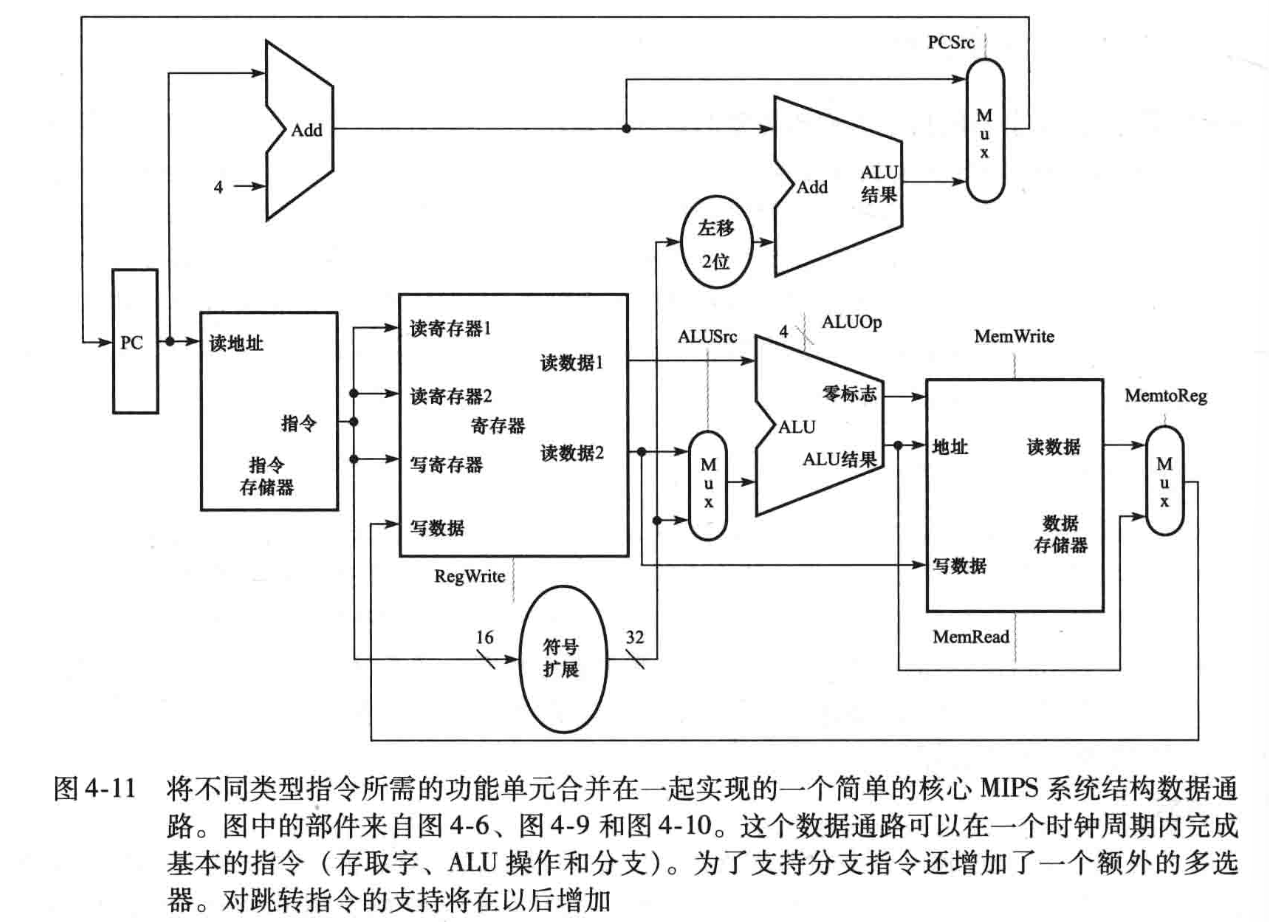 PCSrc
Add
M
u
x
4
ALU
结果
Add
左移
2位
PC
读地址
指令
指令
存储器
读寄存器1
读数据1
读寄存器2
寄存器
写寄存器
读数据2
写数据
RegWrite
ALUSrc
M
u
x
4
ALUOp
零标志
ALU
ALU结果
MemWrite
地址
读数据
数据
存储器
写数据
MemRead
MemtoReg
M
u
x
16
符号
扩展
32
图 4-11 将不同类型指令所需的功能单元合并在一起实现的一个简单的核心 MIPS 系统结构数据通
路。图中的部件来自图 4-6、图 4-9 和图 4-10。这个数据通路可以在一个时钟周期内完成
基本的指令（存取字、ALU 操作和分支）。为了支持分支指令还增加了一个额外的多选
器。对跳转指令的支持将在以后增加